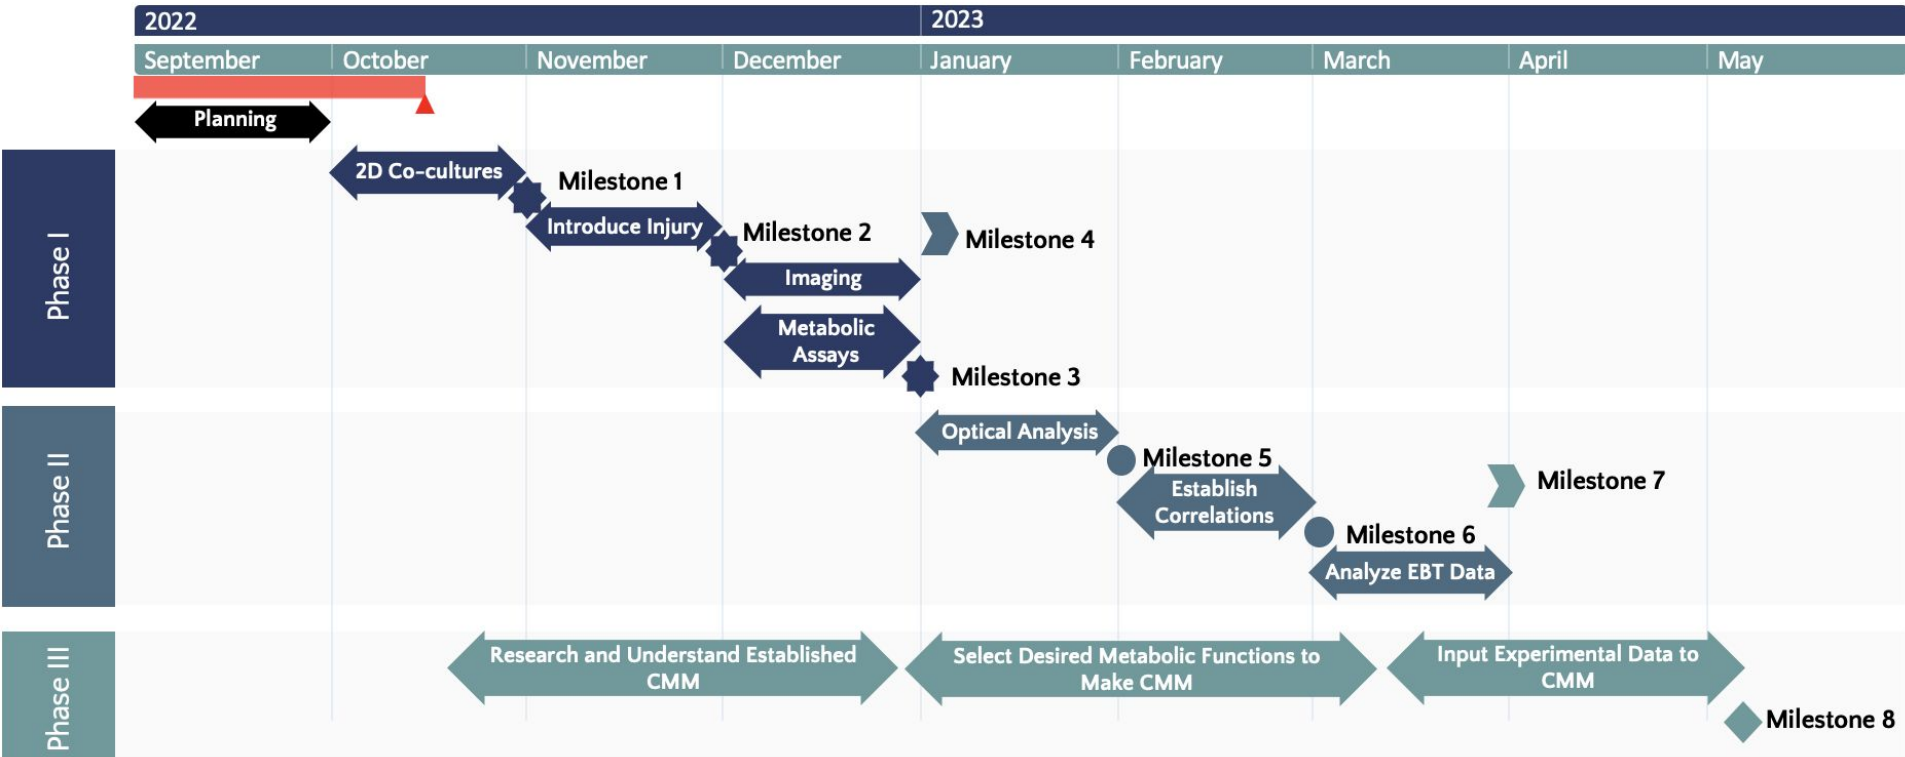 2022
2023
September
October
November
December
January
February
March
April
May
Planning
Phase I
2D Co-cultures
Milestone 1
Introduce Injury
Milestone 2
Milestone 4
Imaging
Metabolic
Assays
Milestone 3
Phase II
Optical Analysis
Milestone 5
Establish
Correlations
Milestone 7
Milestone 6
Analyze EBT Data
Phase III
Research and Understand Established
CMM
Select Desired Metabolic Functions to
Make CMM
Input Experimental Data to
CMM
Milestone 8